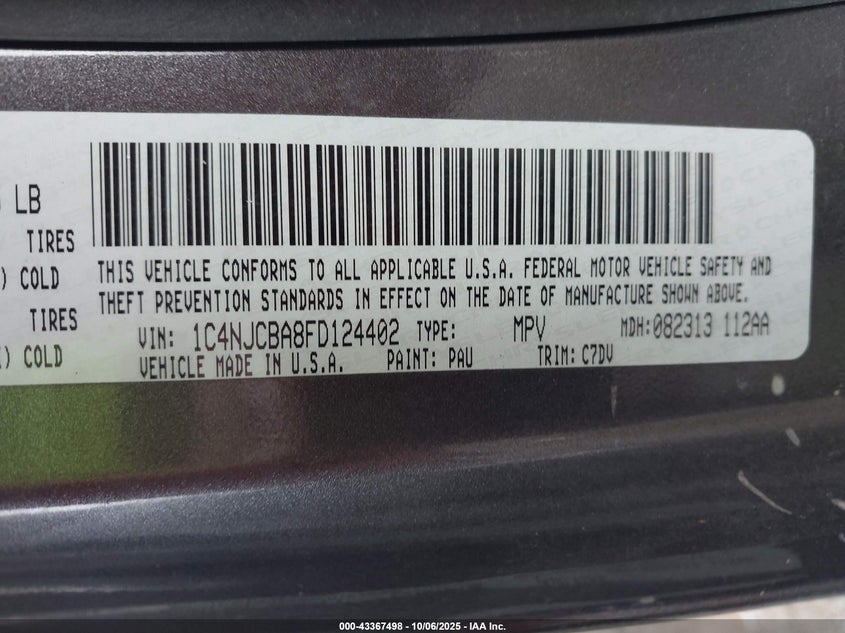 LB
TIRES
) COLD
TIRES
) COLD
THIS VEHICLE CONFORMS TO ALL APPLICABLE U.S.A. FEDERAL MOTOR VEHICLE SAFETY AND
THEFT PREVENTION STANDARDS IN EFFECT ON THE DATE OF MANUFACTURE SHOWN ABOVE.
VIN: 1C4NJCBA8FD124402 TYPE: MPV MDH:082313 112AA
VEHICLE MADE IN U.S.A. PAINT: PAU TRIM: C7DV
000-43367498 - 10/06/2025 - IAA Inc.